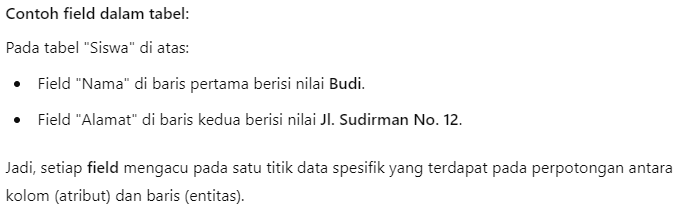 Contoh field dalam tabel:
Pada tabel "Siswa" di atas:
• Field "Nama" di baris pertama berisi nilai Budi.
• Field "Alamat" di baris kedua berisi nilai Jl. Sudirman No. 12.
Jadi, setiap field mengacu pada satu titik data spesifik yang terdapat pada perpotongan antara
kolom (atribut) dan baris (entitas).